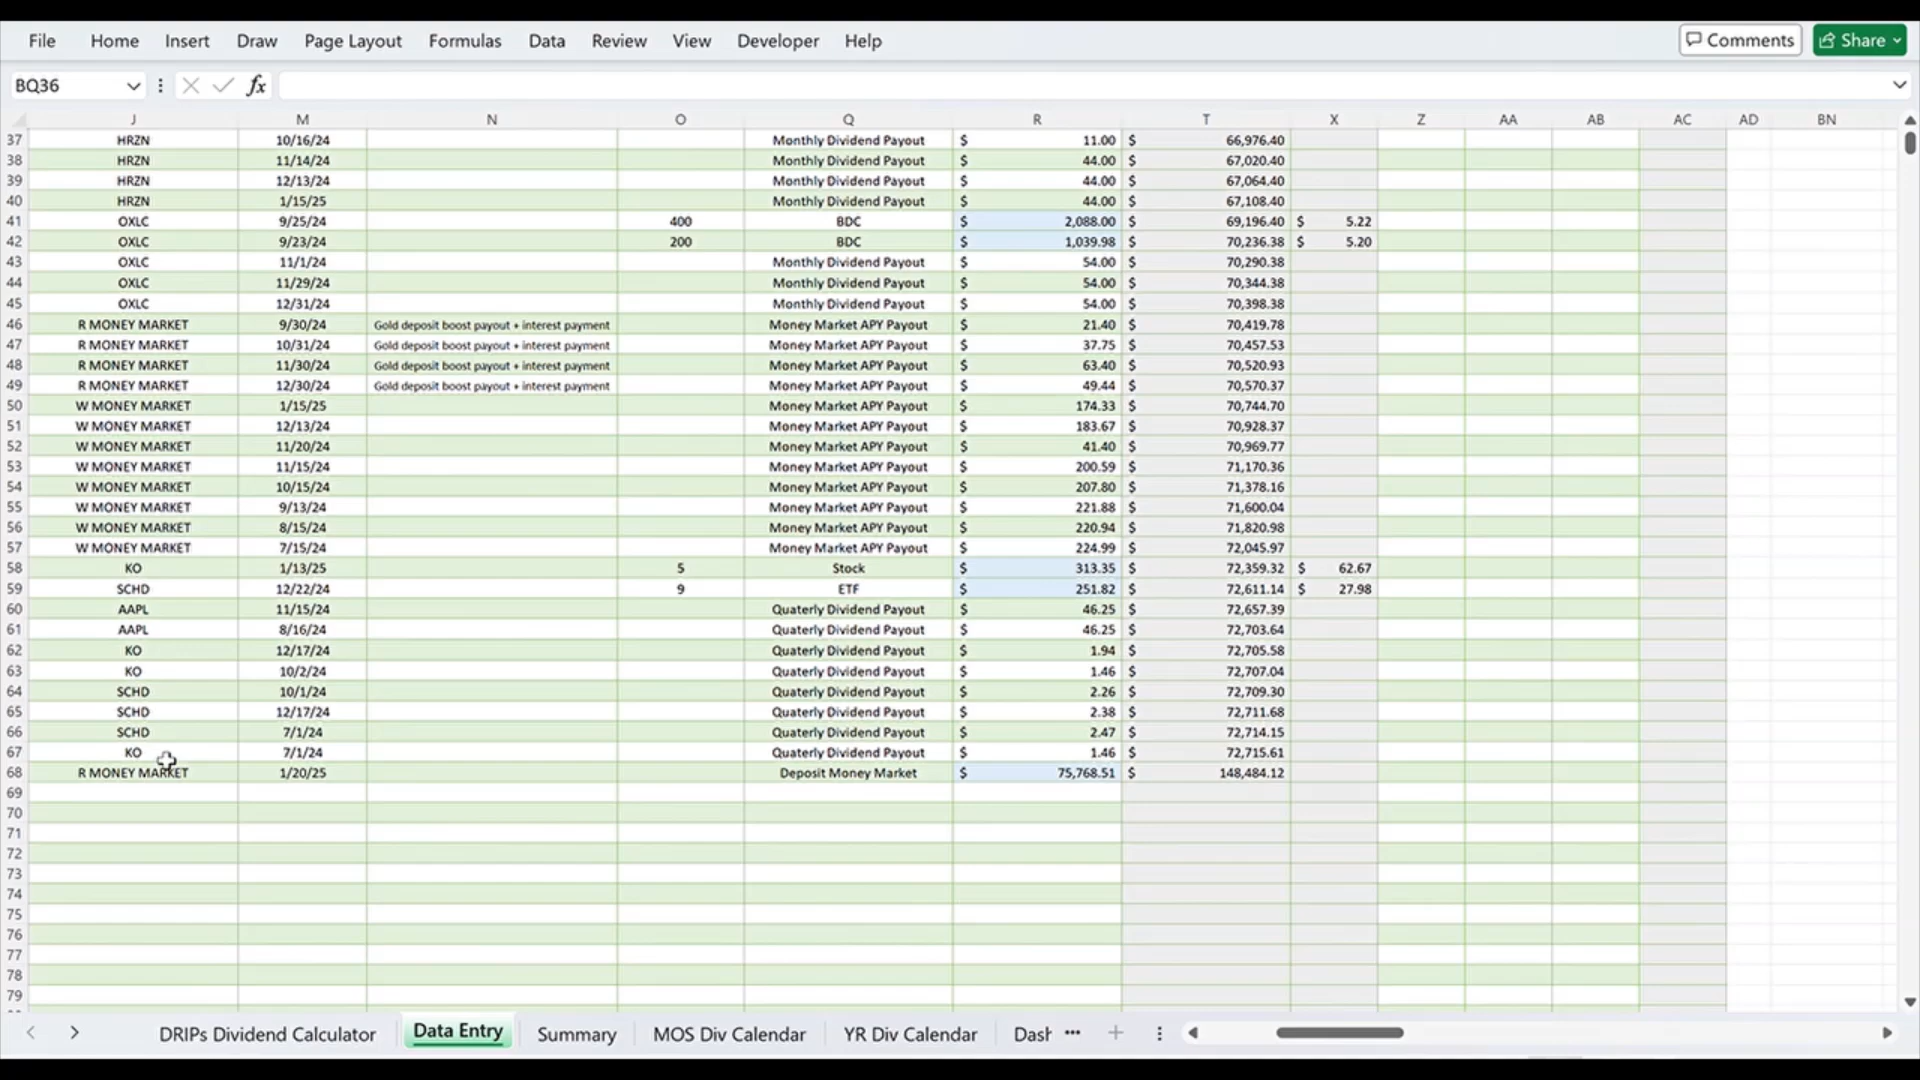 File Home Insert Draw Page Layout Formulas Data Review View Developer Help Comments Share
BQ36 fx
J M N O Q R T X Z AA AB AC AD BN
37 HRZN 10/16/24 Monthly Dividend Payout $ 11.00 $ 66,976.40
38 HRZN 11/14/24 Monthly Dividend Payout $ 44.00 $ 67,020.40
39 HRZN 12/13/24 Monthly Dividend Payout $ 44.00 $ 67,064.40
40 HRZN 1/15/25 Monthly Dividend Payout $ 44.00 $ 67,108.40
41 OXLC 9/25/24 400 BDC $ 2,088.00 $ 69,196.40 $ 5.22
42 OXLC 9/23/24 200 BDC $ 1,039.98 $ 70,236.38 $ 5.20
43 OXLC 11/1/24 Monthly Dividend Payout $ 54.00 $ 70,290.38
44 OXLC 11/29/24 Monthly Dividend Payout $ 54.00 $ 70,344.38
45 OXLC 12/31/24 Monthly Dividend Payout $ 54.00 $ 70,398.38
46 R MONEY MARKET 9/30/24 Gold deposit boost payout + interest payment Money Market APY Payout $ 21.40 $ 70,419.78
47 R MONEY MARKET 10/31/24 Gold deposit boost payout + interest payment Money Market APY Payout $ 37.75 $ 70,457.53
48 R MONEY MARKET 11/30/24 Gold deposit boost payout + interest payment Money Market APY Payout $ 63.40 $ 70,520.93
49 R MONEY MARKET 12/30/24 Gold deposit boost payout + interest payment Money Market APY Payout $ 49.44 $ 70,570.37
50 W MONEY MARKET 1/15/25 Money Market APY Payout $ 174.33 $ 70,744.70
51 W MONEY MARKET 12/13/24 Money Market APY Payout $ 183.67 $ 70,928.37
52 W MONEY MARKET 11/20/24 Money Market APY Payout $ 41.40 $ 70,969.77
53 W MONEY MARKET 11/15/24 Money Market APY Payout $ 200.59 $ 71,170.36
54 W MONEY MARKET 10/15/24 Money Market APY Payout $ 207.80 $ 71,378.16
55 W MONEY MARKET 9/13/24 Money Market APY Payout $ 221.88 $ 71,600.04
56 W MONEY MARKET 8/15/24 Money Market APY Payout $ 220.94 $ 71,820.98
57 W MONEY MARKET 7/15/24 Money Market APY Payout $ 224.99 $ 72,045.97
58 KO 1/13/25 5 Stock $ 313.35 $ 72,359.32 $ 62.67
59 SCHD 12/22/24 9 ETF $ 251.82 $ 72,611.14 $ 27.98
60 AAPL 11/15/24 Quaterly Dividend Payout $ 46.25 $ 72,657.39
61 AAPL 8/16/24 Quaterly Dividend Payout $ 46.25 $ 72,703.64
62 KO 12/17/24 Quaterly Dividend Payout $ 1.94 $ 72,705.58
63 KO 10/2/24 Quaterly Dividend Payout $ 1.46 $ 72,707.04
64 SCHD 10/1/24 Quaterly Dividend Payout $ 2.26 $ 72,709.30
65 SCHD 12/17/24 Quaterly Dividend Payout $ 2.38 $ 72,711.68
66 SCHD 7/1/24 Quaterly Dividend Payout $ 2.47 $ 72,714.15
67 KO 7/1/24 Quaterly Dividend Payout $ 1.46 $ 72,715.61
68 R MONEY MARKET 1/20/25 Deposit Money Market $ 75,768.51 $ 148,484.12
69
70
71
72
73
74
75
76
77
78
79
DRIPs Dividend Calculator Data Entry Summary MOS Div Calendar YR Div Calendar Dash